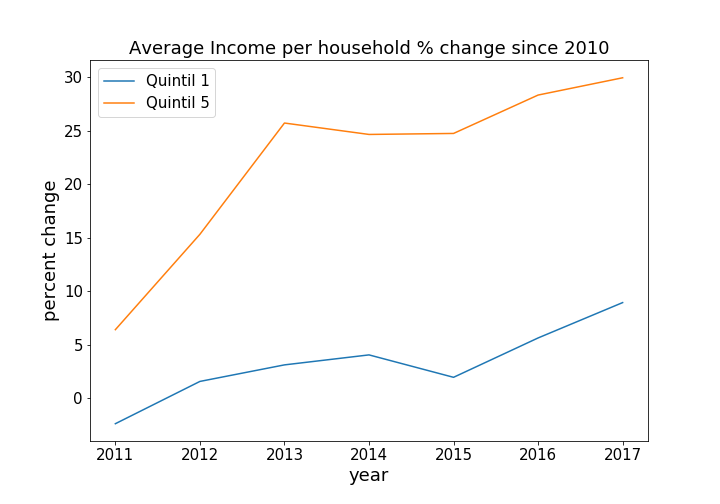 Average Income per household % change since 2010
Quintil 1
Quintil 5
percent change
30
25
20
15
10
5
0
2011 2012 2013 2014 2015 2016 2017
year